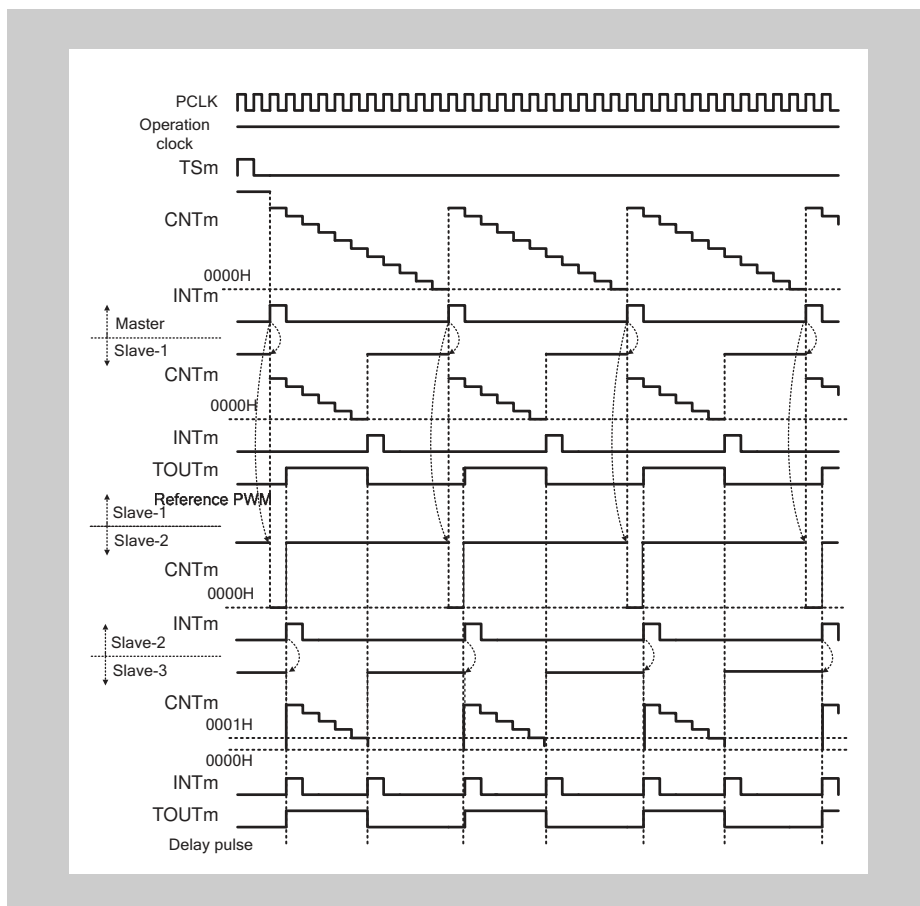 PCLK
Operation
clock
TSm
CNTm
0000H
INTm
Master
Slave-1
CNTm
0000H
INTm
TOUTm
Reference PWM
Slave-1
Slave-2
CNTm
0000H
INTm
Slave-2
Slave-3
CNTm
0001H
0000H
INTm
TOUTm
Delay pulse